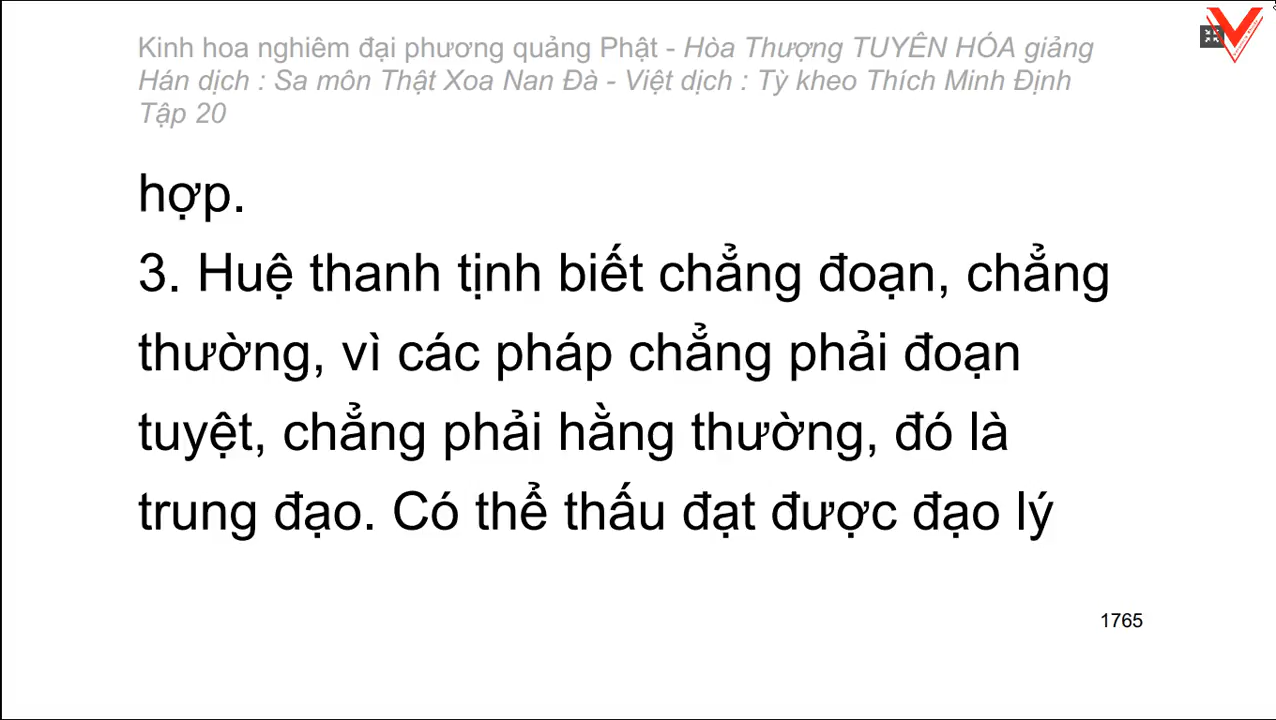 Kinh hoa nghiêm đại phương quảng Phật - Hòa Thượng TUYÊN HÓA giảng
Hán dịch : Sa môn Thật Xoa Nan Đà - Việt dịch : Tỳ kheo Thích Minh Định
Tập 20
hợp.
3. Huệ thanh tịnh biết chẳng đoạn, chẳng
thường, vì các pháp chẳng phải đoạn
tuyệt, chẳng phải hằng thường, đó là
trung đạo. Có thể thấu đạt được đạo lý
1765